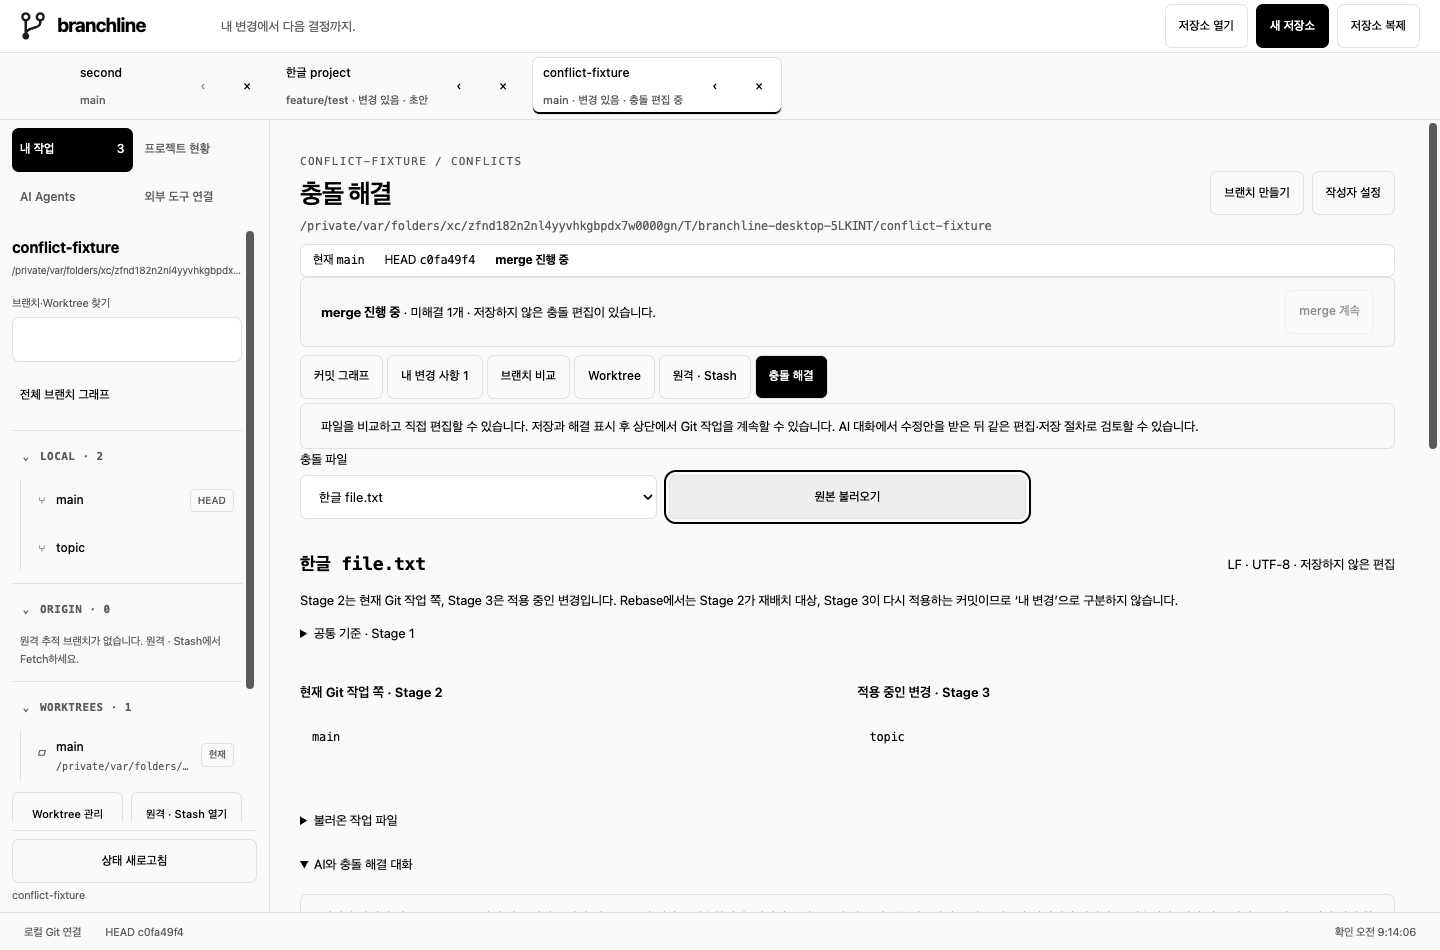 branchline
내 변경에서 다음 결정까지.
저장소 열기
새 저장소
저장소 복제
second
main
‹
×
한글 project
feature/test · 변경 있음 · 초안
‹
×
conflict-fixture
main · 변경 있음 · 충돌 편집 중
‹
×
내 작업 3
프로젝트 현황
AI Agents
외부 도구 연결
conflict-fixture
/private/var/folders/xc/zfnd182n2nl4yyvhkgbpdx…
브랜치·Worktree 찾기
전체 브랜치 그래프
LOCAL · 2
main HEAD
topic
ORIGIN · 0
원격 추적 브랜치가 없습니다. 원격 · Stash에서
Fetch하세요.
WORKTREES · 1
main
/private/var/folders/…
현재
Worktree 관리
원격 · Stash 열기
상태 새로고침
conflict-fixture
CONFLICT-FIXTURE / CONFLICTS
충돌 해결
브랜치 만들기
작성자 설정
/private/var/folders/xc/zfnd182n2nl4yyvhkgbpdx7w0000gn/T/branchline-desktop-5LKINT/conflict-fixture
현재 main HEAD c0fa49f4 merge 진행 중
merge 진행 중 · 미해결 1개 · 저장하지 않은 충돌 편집이 있습니다.
merge 계속
커밋 그래프
내 변경 사항 1
브랜치 비교
Worktree
원격 · Stash
충돌 해결
파일을 비교하고 직접 편집할 수 있습니다. 저장과 해결 표시 후 상단에서 Git 작업을 계속할 수 있습니다. AI 대화에서 수정안을 받은 뒤 같은 편집·저장 절차로 검토할 수 있습니다.
충돌 파일
한글 file.txt
원본 불러오기
한글 file.txt
LF · UTF-8 · 저장하지 않은 편집
Stage 2는 현재 Git 작업 쪽, Stage 3은 적용 중인 변경입니다. Rebase에서는 Stage 2가 재배치 대상, Stage 3이 다시 적용하는 커밋이므로 ‘내 변경’으로 구분하지 않습니다.
공통 기준 · Stage 1
현재 Git 작업 쪽 · Stage 2
적용 중인 변경 · Stage 3
main
topic
불러온 작업 파일
AI와 충돌 해결 대화
로컬 Git 연결
HEAD c0fa49f4
확인 오전 9:14:06